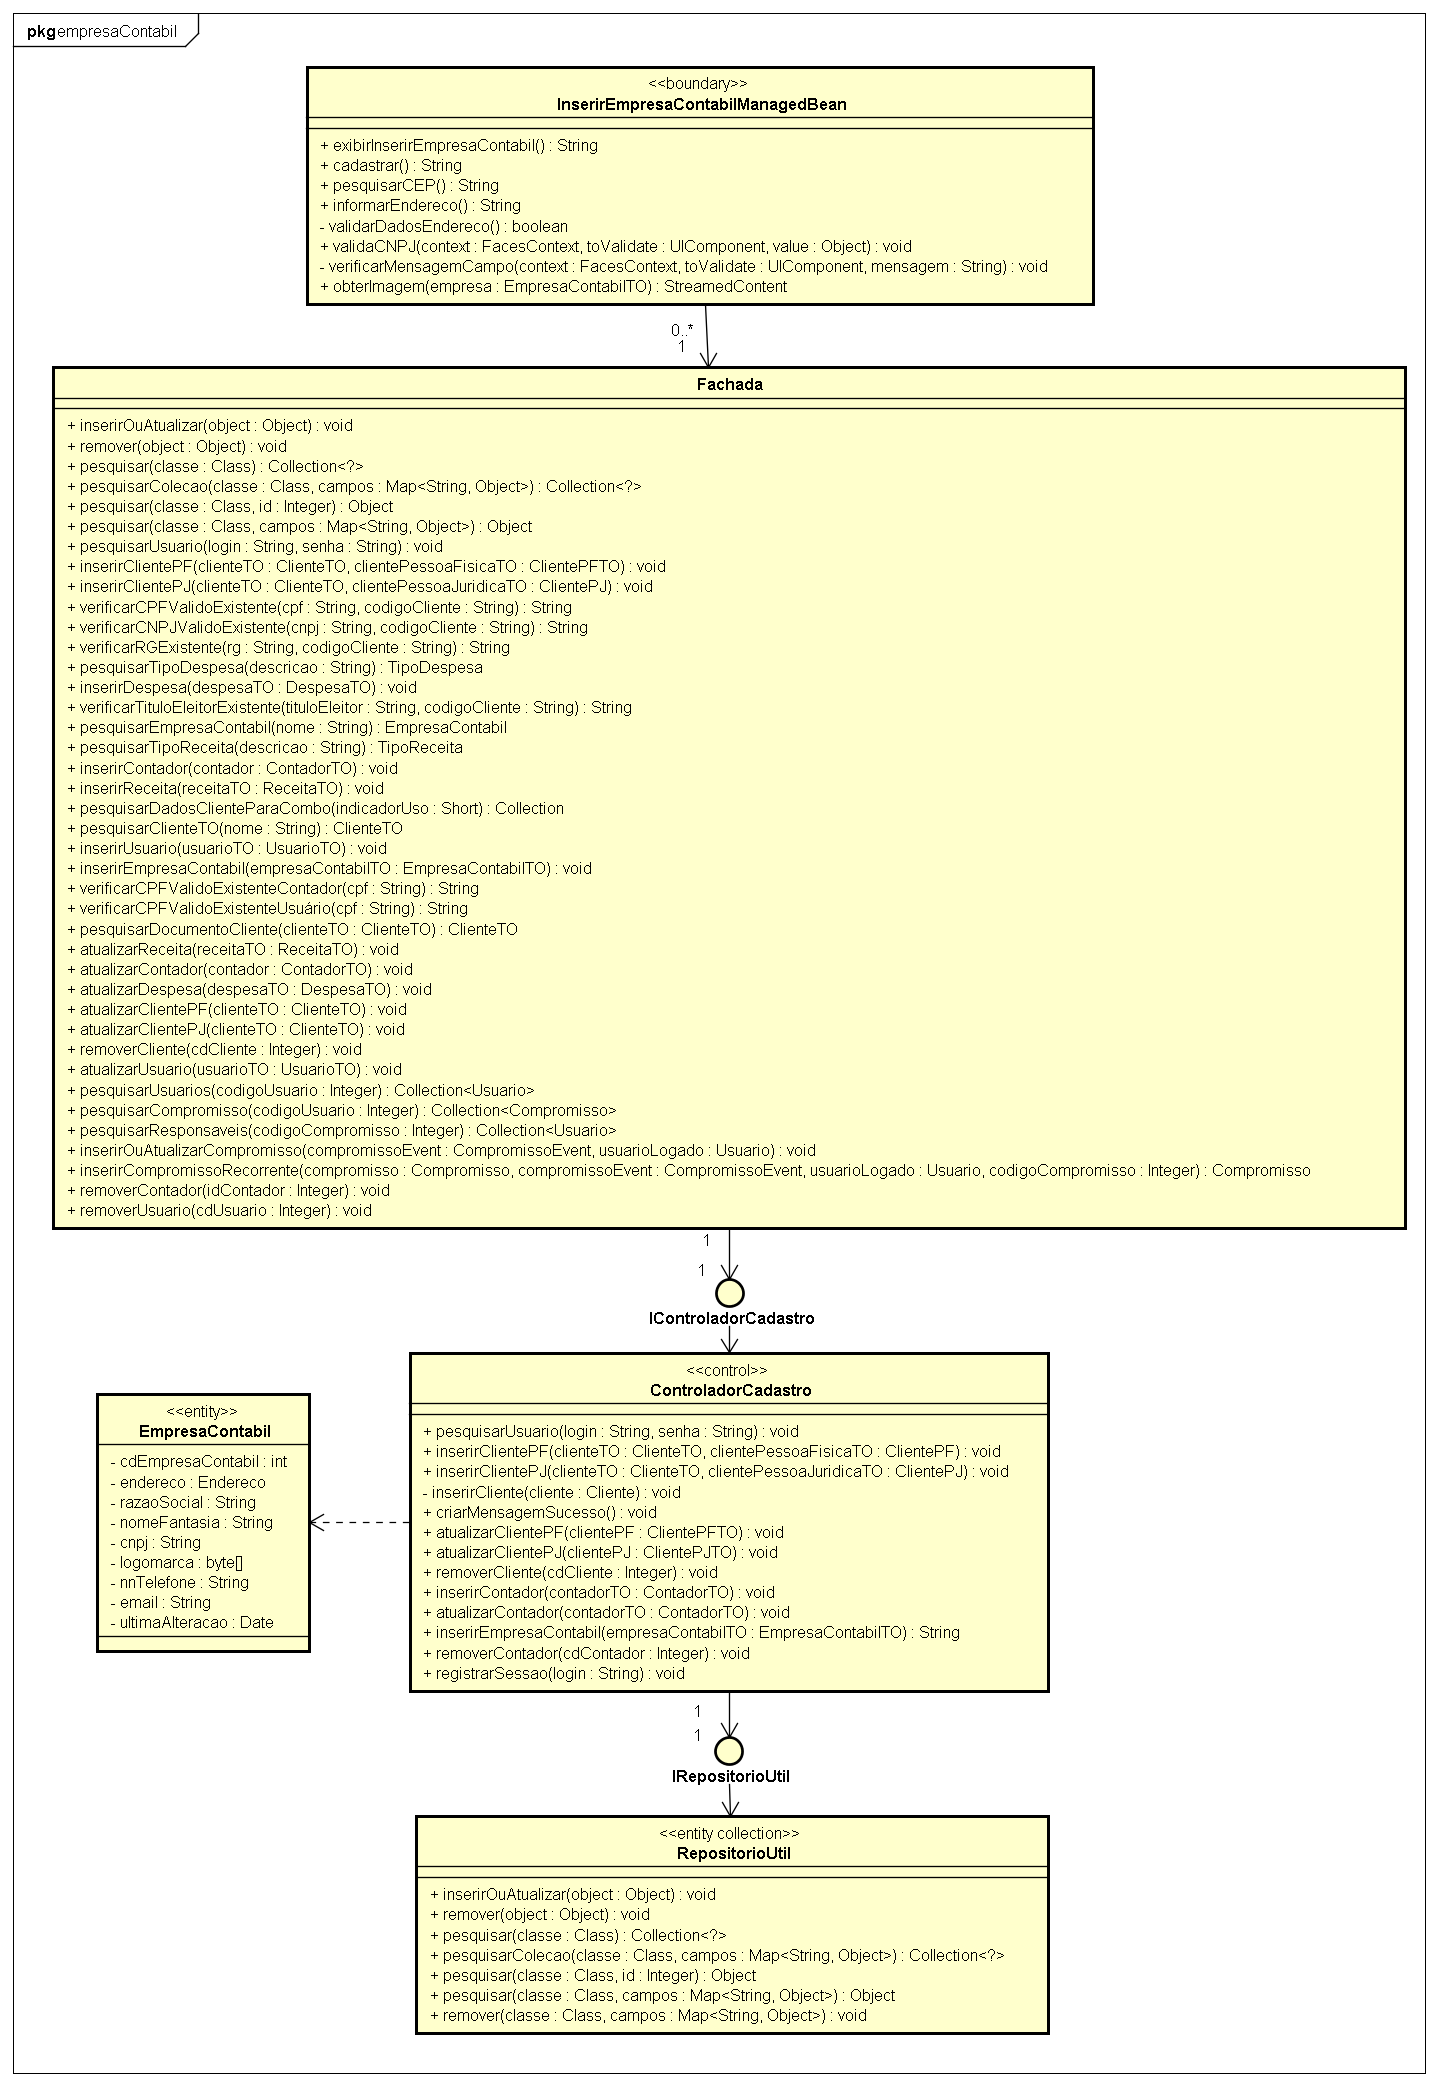 pkg empresaContabil
<<boundary>>
InserirEmpresaContabilManagedBean
+ exibirInserirEmpresaContabil() : String
+ cadastrar() : String
+ pesquisarCEP() : String
+ informarEndereco() : String
- validarDadosEndereco() : boolean
+ validaCNPJ(context : FacesContext, toValidate : UIComponent, value : Object) : void
- verificarMensagemCampo(context : FacesContext, toValidate : UIComponent, mensagem : String) : void
+ obterImagem(empresa : EmpresaContabilTO) : StreamedContent
0..*
1
Fachada
+ inserirOuAtualizar(object : Object) : void
+ remover(object : Object) : void
+ pesquisar(classe : Class) : Collection<?>
+ pesquisarColecao(classe : Class, campos : Map<String, Object>) : Collection<?>
+ pesquisar(classe : Class, id : Integer) : Object
+ pesquisar(classe : Class, campos : Map<String, Object>) : Object
+ pesquisarUsuario(login : String, senha : String) : void
+ inserirClientePF(clienteTO : ClienteTO, clientePessoaFisicaTO : ClientePFTO) : void
+ inserirClientePJ(clienteTO : ClienteTO, clientePessoaJuridicaTO : ClientePJ) : void
+ verificarCPFValidoExistente(cpf : String, codigoCliente : String) : String
+ verificarCNPJValidoExistente(cnpj : String, codigoCliente : String) : String
+ verificarRGExistente(rg : String, codigoCliente : String) : String
+ pesquisarTipoDespesa(descricao : String) : TipoDespesa
+ inserirDespesa(despesaTO : DespesaTO) : void
+ verificarTituloEleitorExistente(tituloEleitor : String, codigoCliente : String) : String
+ pesquisarEmpresaContabil(nome : String) : EmpresaContabil
+ pesquisarTipoReceita(descricao : String) : TipoReceita
+ inserirContador(contador : ContadorTO) : void
+ inserirReceita(receitaTO : ReceitaTO) : void
+ pesquisarDadosClienteParaCombo(indicadorUso : Short) : Collection
+ pesquisarClienteTO(nome : String) : ClienteTO
+ inserirUsuario(usuarioTO : UsuarioTO) : void
+ inserirEmpresaContabil(empresaContabilTO : EmpresaContabilTO) : void
+ verificarCPFValidoExistenteContador(cpf : String) : String
+ verificarCPFValidoExistenteUsuário(cpf : String) : String
+ pesquisarDocumentoCliente(clienteTO : ClienteTO) : ClienteTO
+ atualizarReceita(receitaTO : ReceitaTO) : void
+ atualizarContador(contador : ContadorTO) : void
+ atualizarDespesa(despesaTO : DespesaTO) : void
+ atualizarClientePF(clienteTO : ClienteTO) : void
+ atualizarClientePJ(clienteTO : ClienteTO) : void
+ removerCliente(cdCliente : Integer) : void
+ atualizarUsuario(usuarioTO : UsuarioTO) : void
+ pesquisarUsuarios(codigoUsuario : Integer) : Collection<Usuario>
+ pesquisarCompromisso(codigoUsuario : Integer) : Collection<Compromisso>
+ pesquisarResponsaveis(codigoCompromisso : Integer) : Collection<Usuario>
+ inserirOuAtualizarCompromisso(compromissoEvent : CompromissoEvent, usuarioLogado : Usuario) : void
+ inserirCompromissoRecorrente(compromisso : Compromisso, compromissoEvent : CompromissoEvent, usuarioLogado : Usuario, codigoCompromisso : Integer) : Compromisso
+ removerContador(idContador : Integer) : void
+ removerUsuario(cdUsuario : Integer) : void
1
1
IControladorCadastro
<<control>>
ControladorCadastro
+ pesquisarUsuario(login : String, senha : String) : void
+ inserirClientePF(clienteTO : ClienteTO, clientePessoaFisicaTO : ClientePF) : void
+ inserirClientePJ(clienteTO : ClienteTO, clientePessoaJuridicaTO : ClientePJ) : void
- inserirCliente(cliente : Cliente) : void
+ criarMensagemSucesso() : void
+ atualizarClientePF(clientePF : ClientePFTO) : void
+ atualizarClientePJ(clientePJ : ClientePJTO) : void
+ removerCliente(cdCliente : Integer) : void
+ inserirContador(contadorTO : ContadorTO) : void
+ atualizarContador(contadorTO : ContadorTO) : void
+ inserirEmpresaContabil(empresaContabilTO : EmpresaContabilTO) : String
+ removerContador(cdContador : Integer) : void
+ registrarSessao(login : String) : void
<<entity>>
EmpresaContabil
- cdEmpresaContabil : int
- endereco : Endereco
- razaoSocial : String
- nomeFantasia : String
- cnpj : String
- logomarca : byte[]
- nnTelefone : String
- email : String
- ultimaAlteracao : Date
1
1
IRepositorioUtil
<<entity collection>>
RepositorioUtil
+ inserirOuAtualizar(object : Object) : void
+ remover(object : Object) : void
+ pesquisar(classe : Class) : Collection<?>
+ pesquisarColecao(classe : Class, campos : Map<String, Object>) : Collection<?>
+ pesquisar(classe : Class, id : Integer) : Object
+ pesquisar(classe : Class, campos : Map<String, Object>) : Object
+ remover(classe : Class, campos : Map<String, Object>) : void